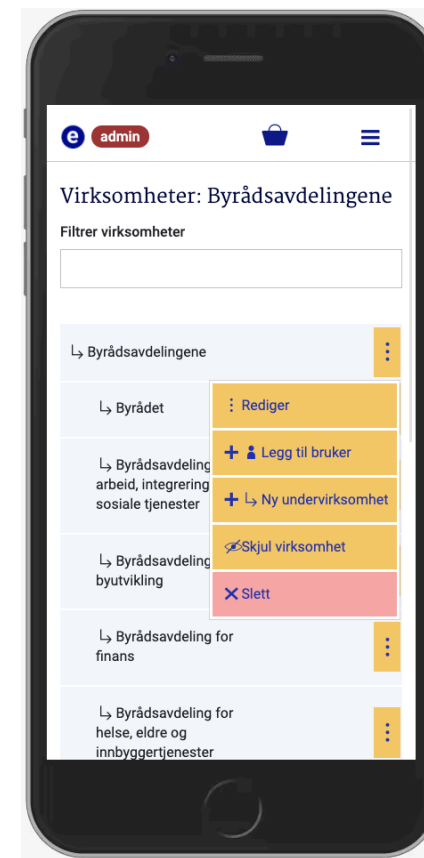 e admin
Virksomheter: Byrådsavdelingene
Filtrer virksomheter
Byrådsavdelingene
Byrådet
Rediger
Legg til bruker
Byrådsavdeling
arbeid, integrering
sosiale tjenester
Ny undervirksomhet
Skjul virksomhet
Byrådsavdeling
byutvikling
Slett
Byrådsavdeling for
finans
Byrådsavdeling for
helse, eldre og
innbyggertjenester